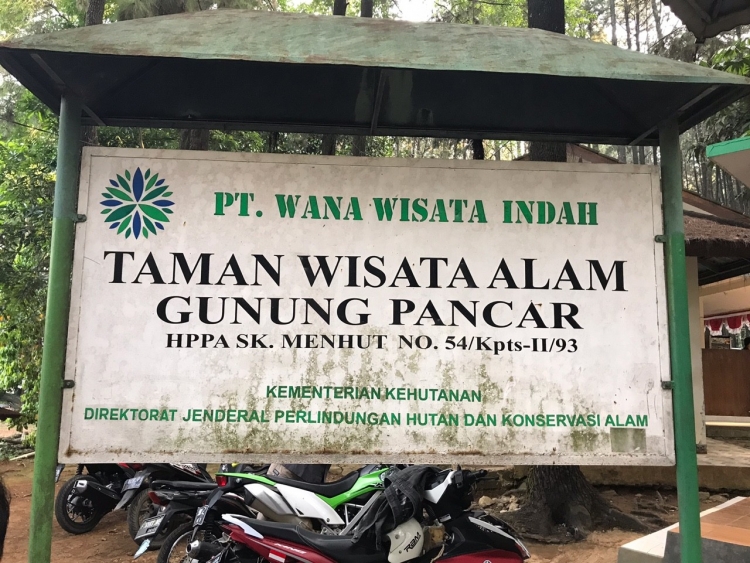 PT. WANA WISATA INDAH
TAMAN WISATA ALAM
GUNUNG PANCAR
HPPA SK. MENHUT NO. 54/Kpts-II/93
KEMENTERIAN KEHUTANAN
DIREKTORAT JENDERAL PERLINDUNGAN HUTAN DAN KONSERVASI ALAM